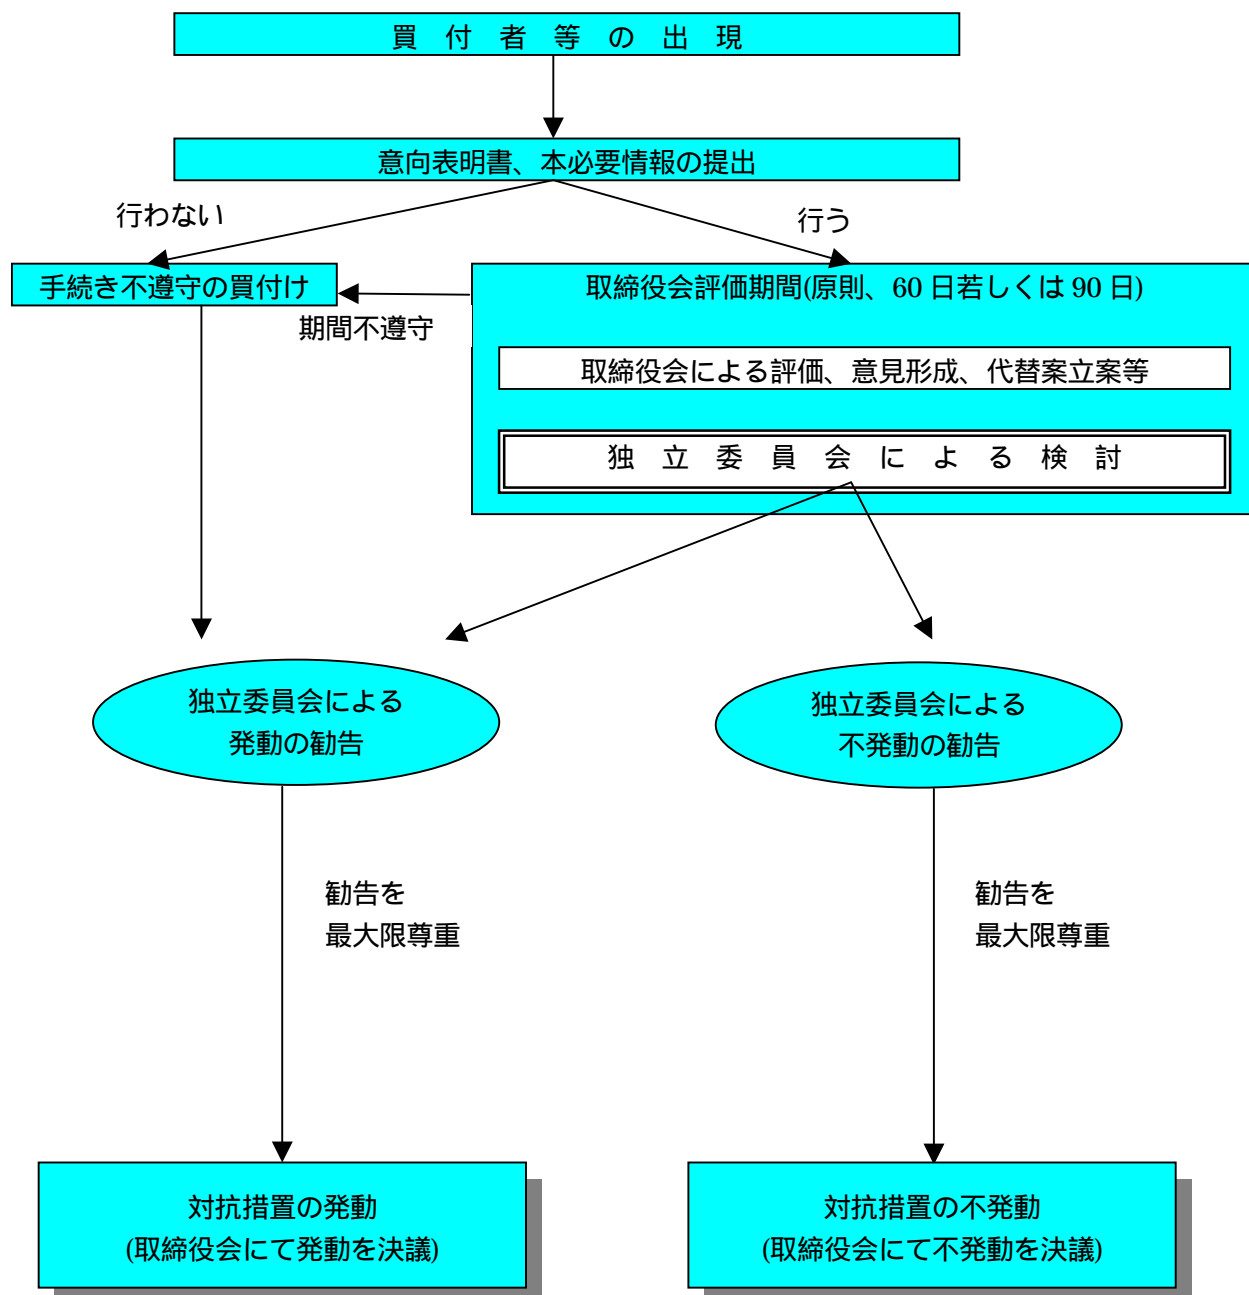 買付者等の出現
意向表明書、本必要情報の提出
行わない
行う
手続き不遵守の買付け
取締役会評価期間(原則、60 日若しくは 90 日)
期間不遵守
取締役会による評価、意見形成、代替案立案等
独立委員会による検討
独立委員会による
発動の勧告
独立委員会による
不発動の勧告
勧告を
最大限尊重
勧告を
最大限尊重
対抗措置の発動
(取締役会にて発動を決議)
対抗措置の不発動
(取締役会にて不発動を決議)